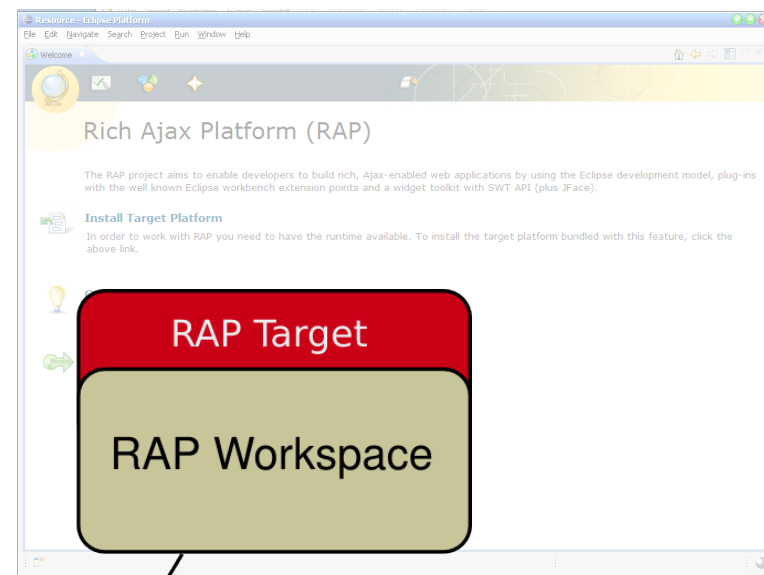 Resource - Eclipse Platform
File Edit Navigate Search Project Run Window Help
Welcome
Rich Ajax Platform (RAP)
The RAP project aims to enable developers to build rich, Ajax-enabled web applications by using the Eclipse development model, plug-ins
with the well known Eclipse workbench extension points and a widget toolkit with SWT API (plus JFace).
Install Target Platform
In order to work with RAP you need to have the runtime available. To install the target platform bundled with this feature, click the
above link.
RAP Target
RAP Workspace